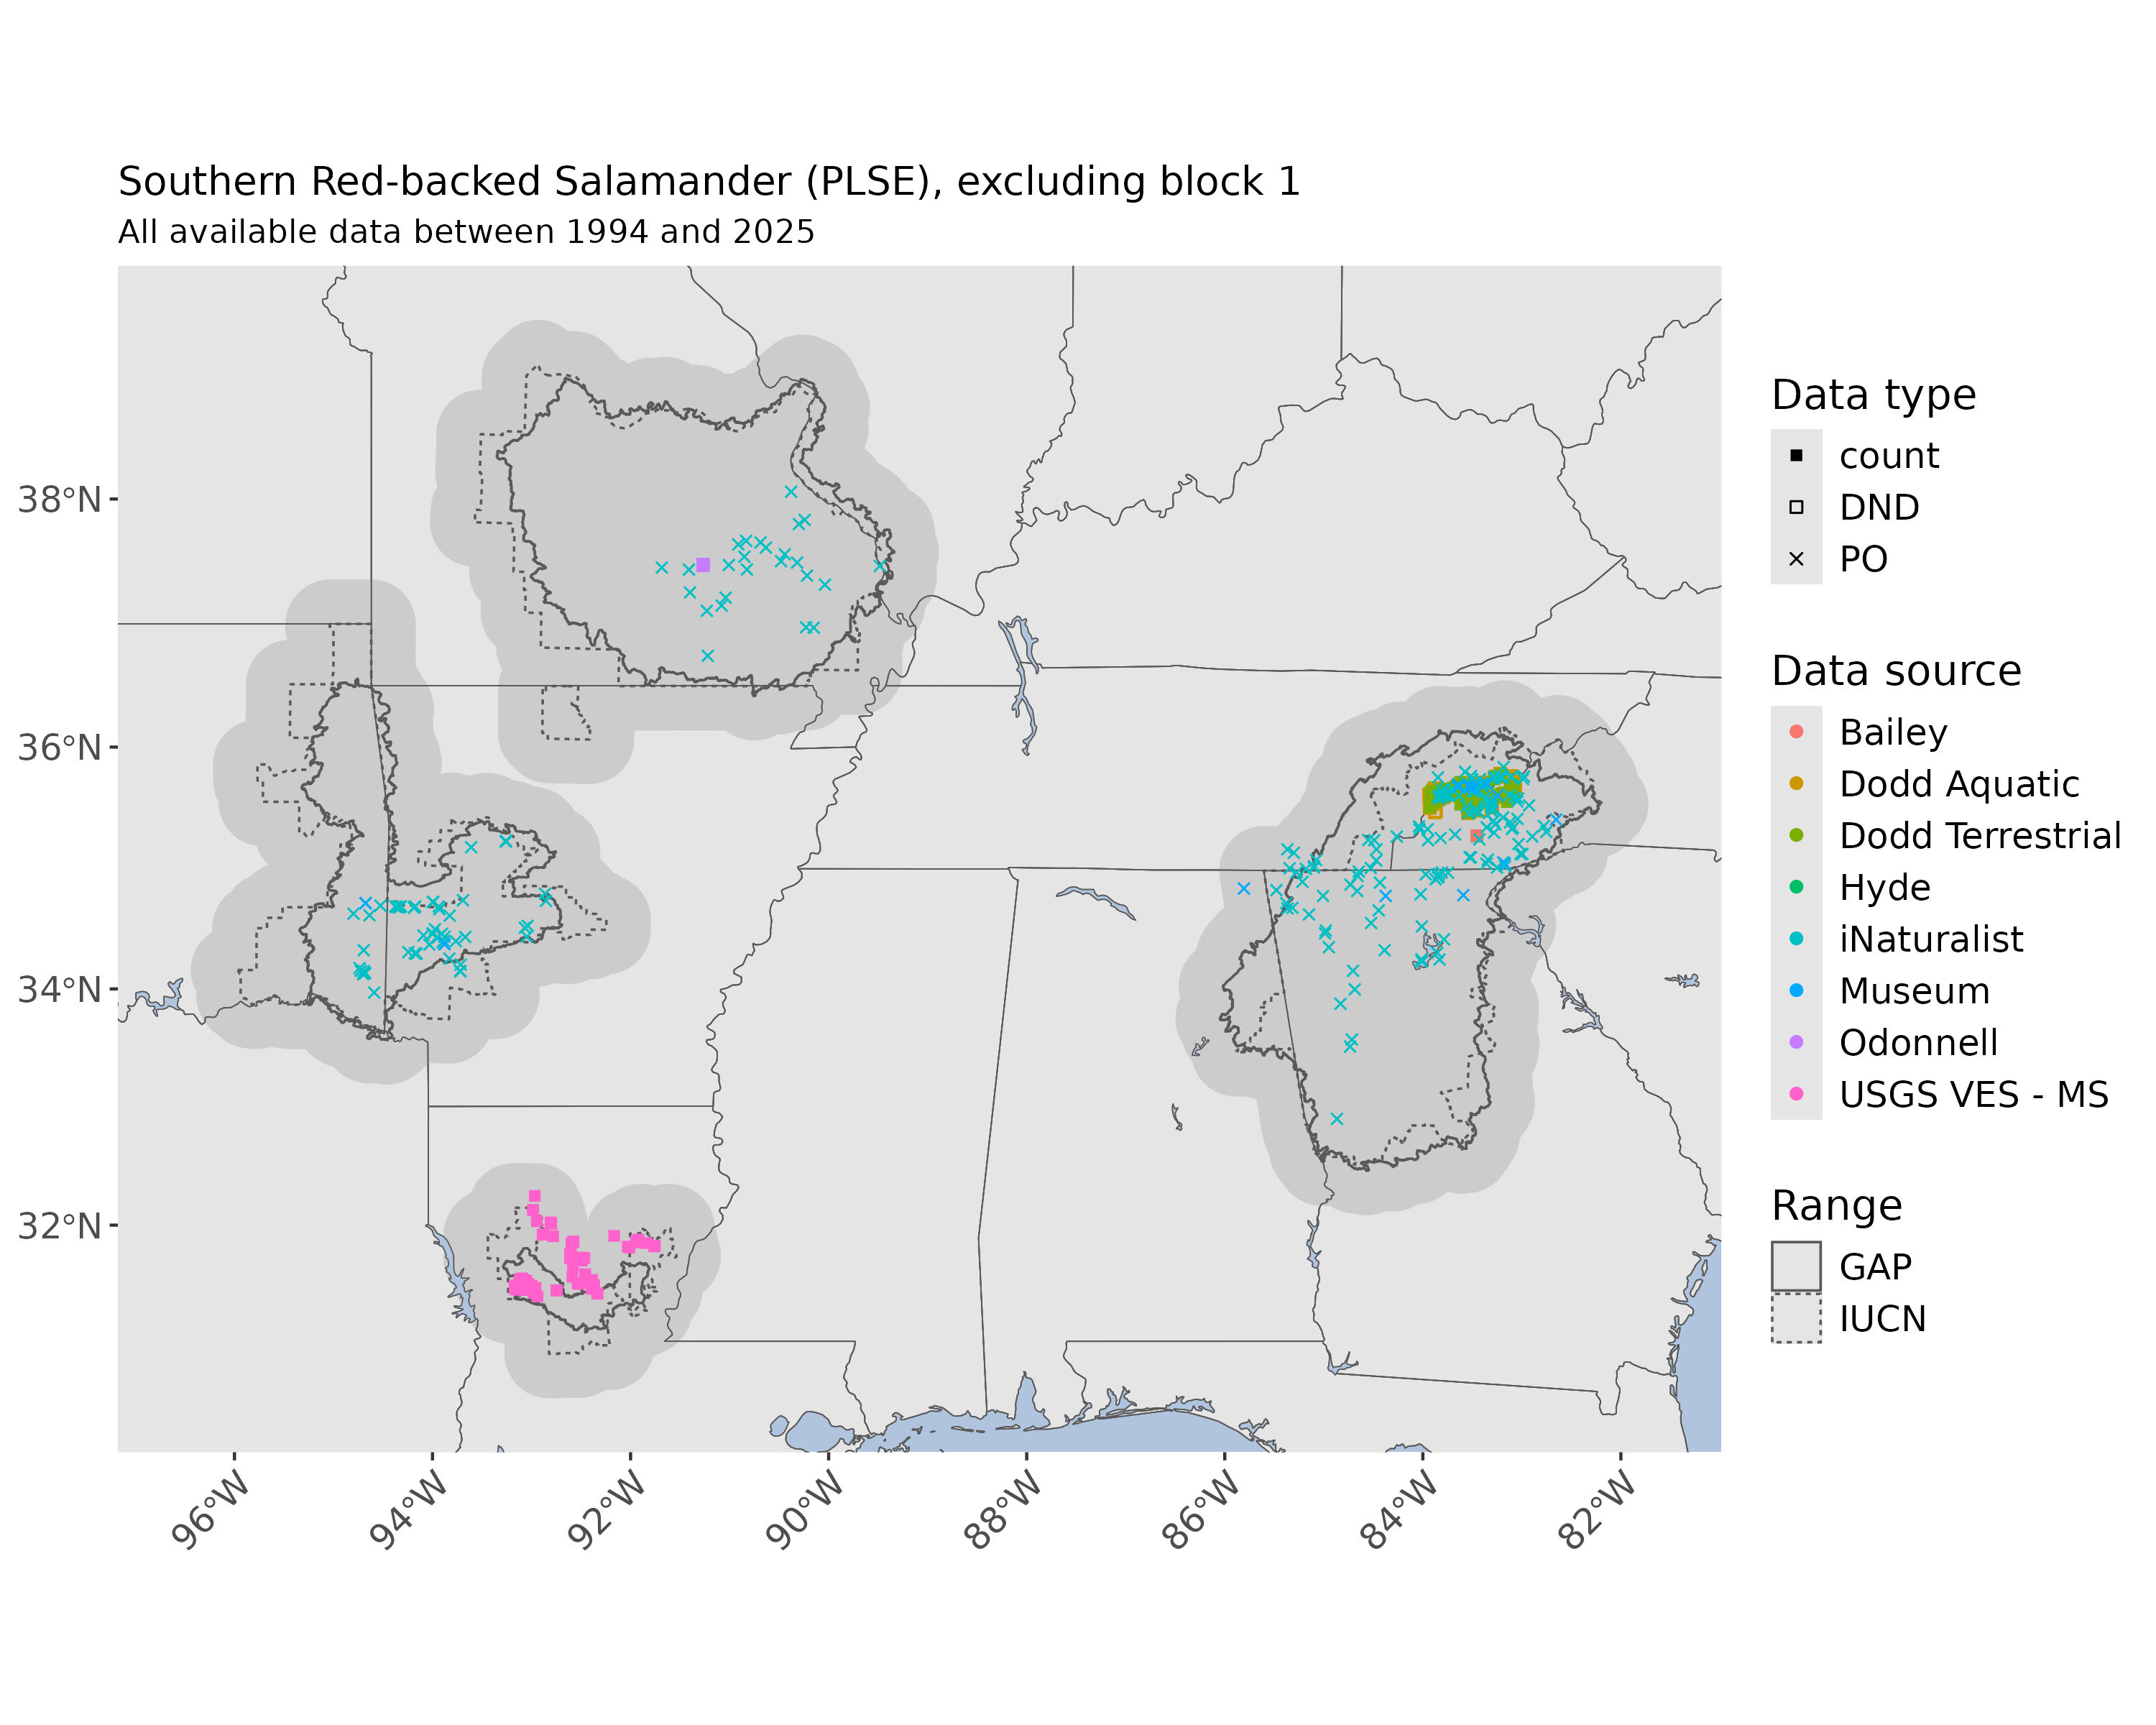 Southern Red-backed Salamander (PLSE), excluding block 1
All available data between 1994 and 2025
38°N
36°N
34°N
32°N
96°W
94°W
92°W
90°W
88°W
86°W
84°W
82°W
Data type
count
DND
PO
Data source
Bailey
Dodd Aquatic
Dodd Terrestrial
Hyde
iNaturalist
Museum
Odonnell
USGS VES - MS
Range
GAP
IUCN